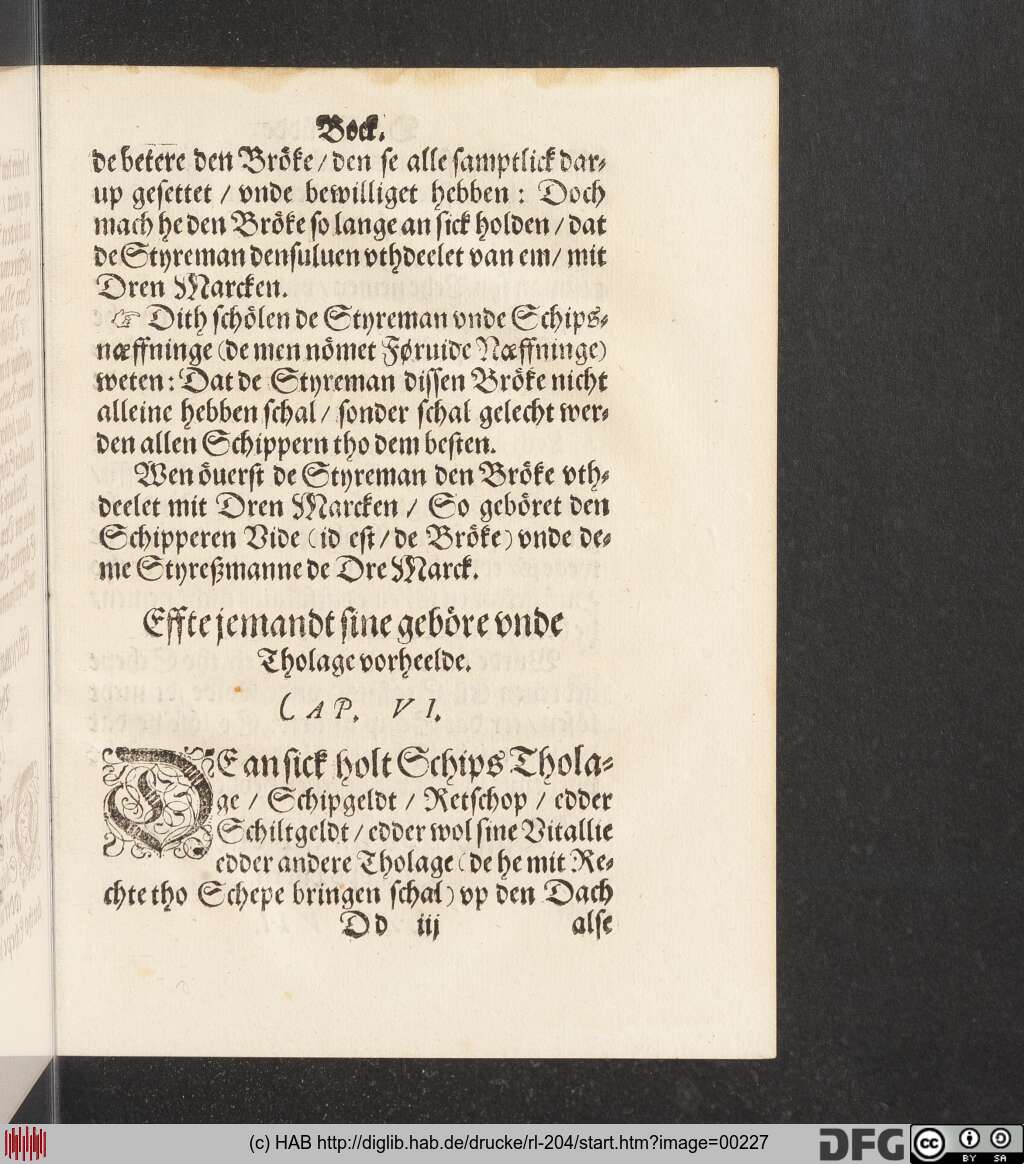 Bock.
de betere den Bröke / den se alle samptlick dar-
up gesettet / vnde bewilliget hebben : Doch
mach he den Bröke so lange an sick holden / dat
de Styreman densuluen vthdeelet van em / mit
Dren Marcken.
☞ Dith schölen de Styreman vnde Schips-
næffninge (de men nömet Føruide Næffninge)
weten : Dat de Styreman dissen Bröke nicht
alleine hebben schal / sonder schal gelecht wer-
den allen Schippern tho dem besten.
Wen öuerst de Styreman den Bröke vth-
deelet mit Dren Marcken / So geböret den
Schipperen Vide (id est / de Bröke) vnde de-
me Styreßmanne de Dre Marck.
Effte jemandt sine geböre vnde
Tholage vorheelde.
CAP. VI.
DE an sick holt Schips Thola-
ge / Schipgeldt / Retschop / edder
Schiltgeldt / edder wol sine Vitallie
edder andere Tholage (de he mit Re-
chte tho Schepe bringen schal) vp den Dach
Dd iij alse
(c) HAB http://diglib.hab.de/drucke/rl-204/start.htm?image=00227
DFG cc BY SA